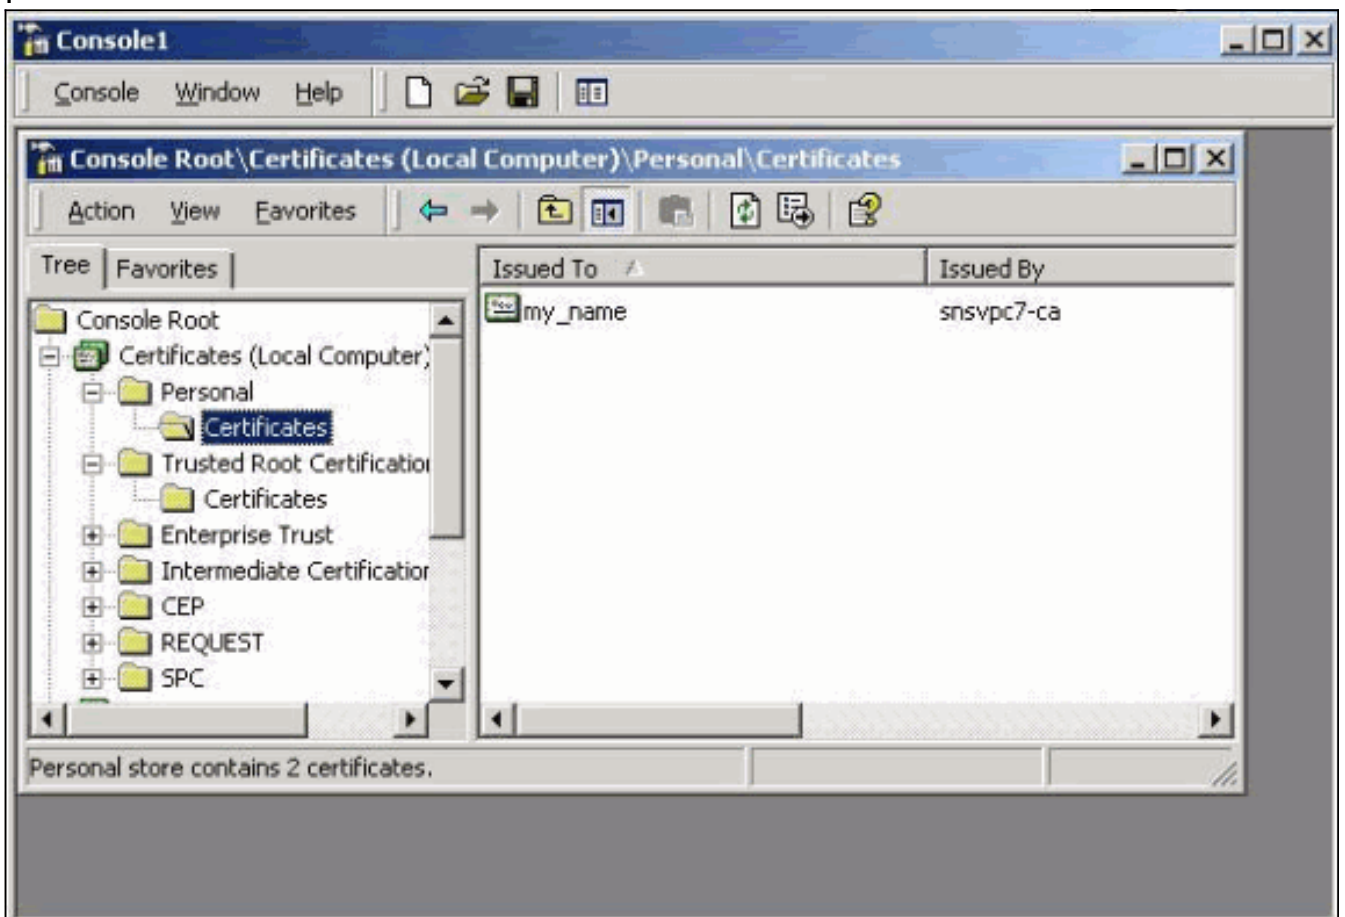 Console1
Console Window Help
Console Root\Certificates (Local Computer)\Personal\Certificates
Action View Favorites
Tree Favorites
Issued To Issued By
Console Root
Certificates (Local Computer)
Personal
Certificates
Trusted Root Certification
Certificates
Enterprise Trust
Intermediate Certification
CEP
REQUEST
SPC
my_name snsvpc7-ca
Personal store contains 2 certificates.